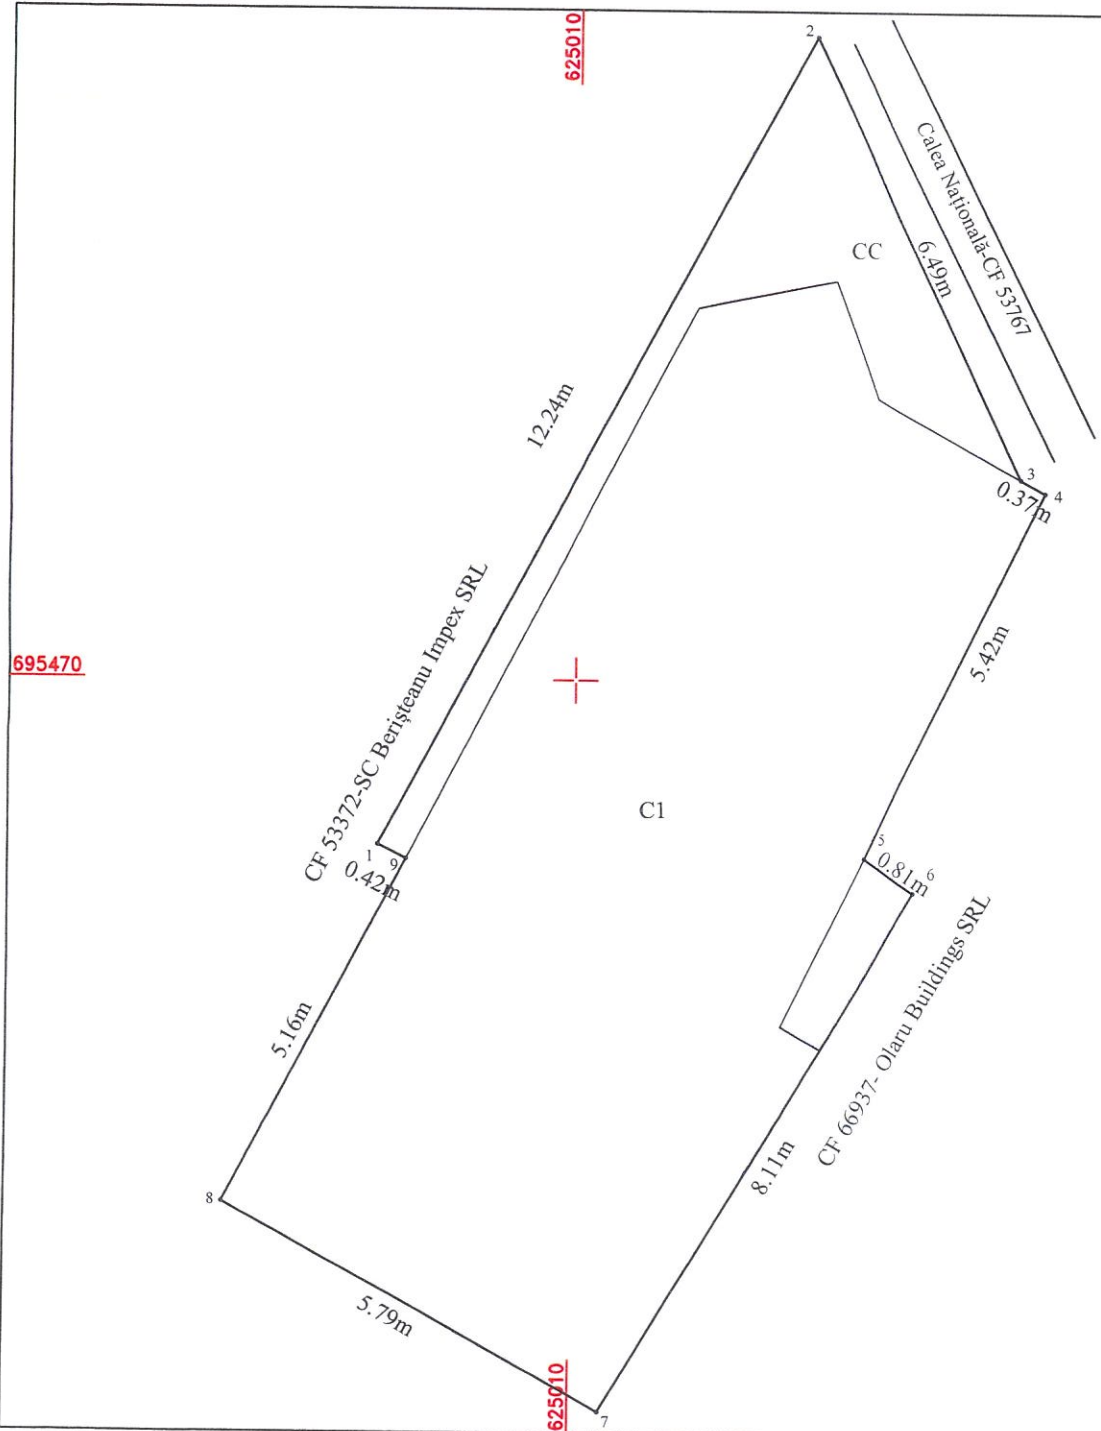 625010
2
Calea Națională-CF 53767
CC
6.49m
12.24m
3
4
0.37m
5.42m
695470
CF 53372-SC Berișteanu Impex SRL
C1
1
9
0.42m
5
0.81m
6
CF 66937- Olaru Buildings SRL
5.16m
8.11m
8
5.79m
625010
7